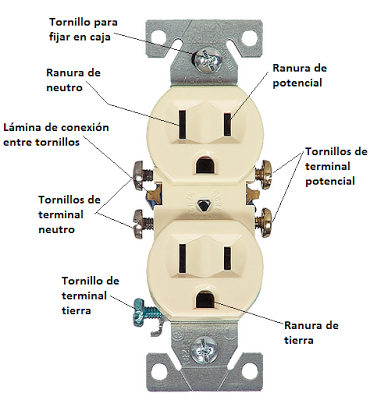 Tornillo para
fijar en caja
Ranura de
neutro
Ranura de
potencial
Lámina de conexión
entre tornillos
Tornillos de
terminal
potencial
Tornillos de
terminal
neutro
Tornillo de
terminal
tierra
Ranura de
tierra